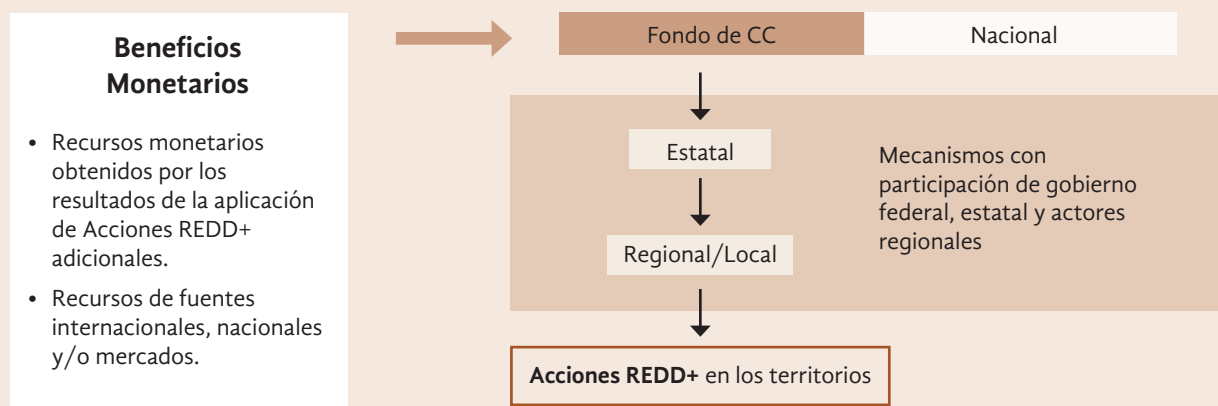 Beneficios
Monetarios
• Recursos monetarios
obtenidos por los
resultados de la aplicación
de Acciones REDD+
adicionales.
• Recursos de fuentes
internacionales, nacionales
y/o mercados.
Fondo de CC
Nacional
Estatal
Regional/Local
Mecanismos con
participación de gobierno
federal, estatal y actores
regionales
Acciones REDD+ en los territorios